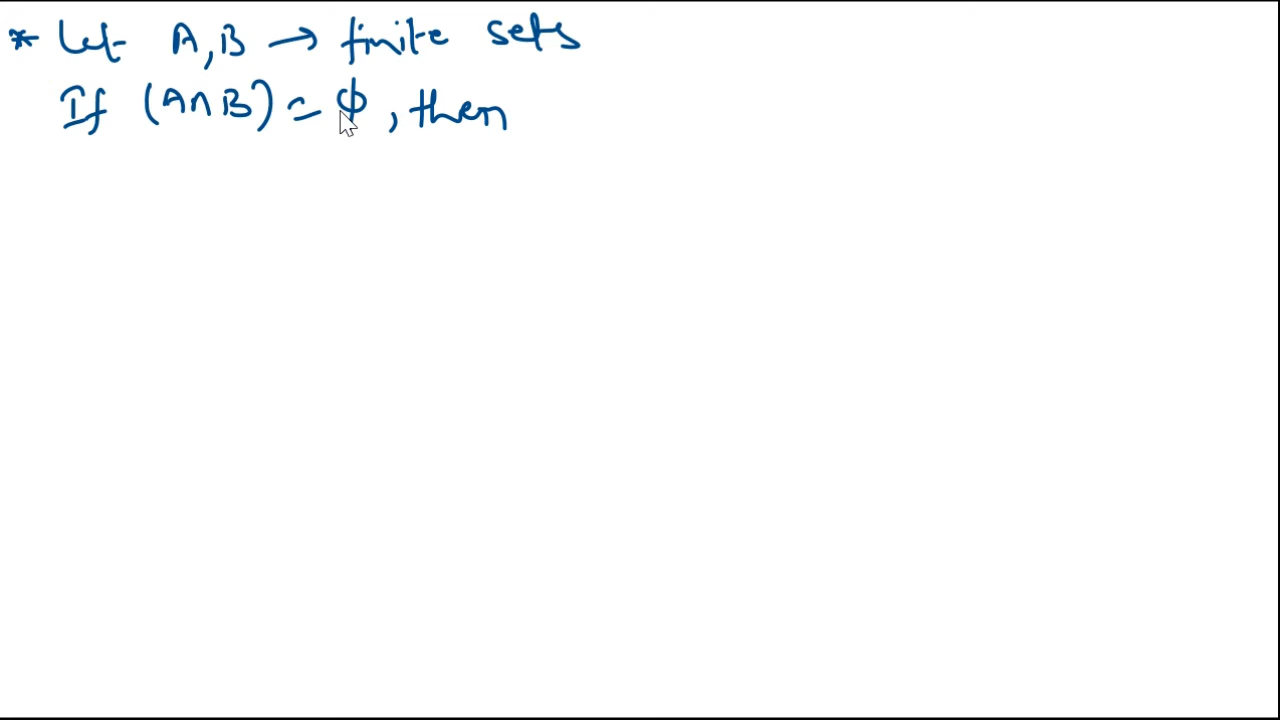 * Let A,B → finite sets
If (A∩B) = ϕ, then